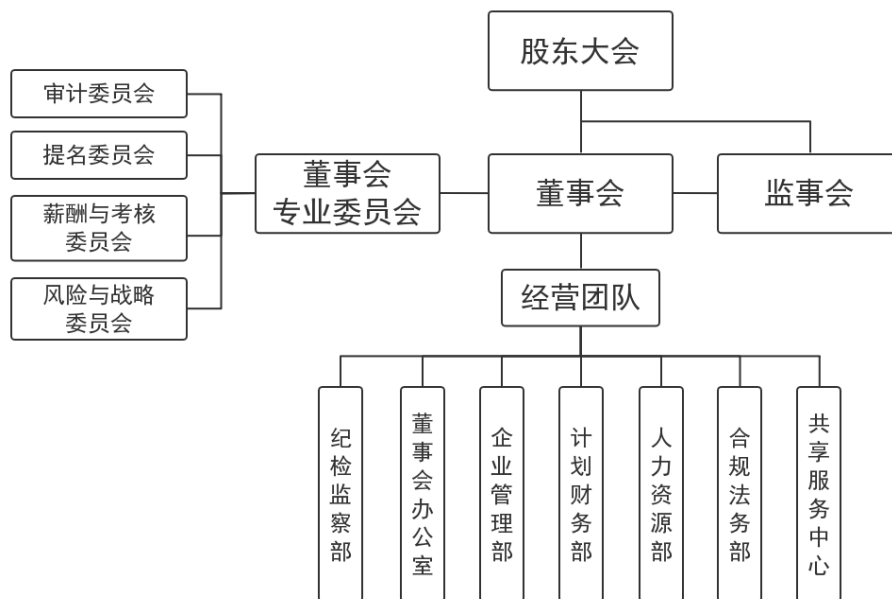 股东大会
审计委员会
提名委员会
薪酬与考核
委员会
风险与战略
委员会
董事会
专业委员会
董事会
监事会
经营团队
纪检监察部
董事会办公室
企业管理部
计划财务部
人力资源部
合规法务部
共享服务中心